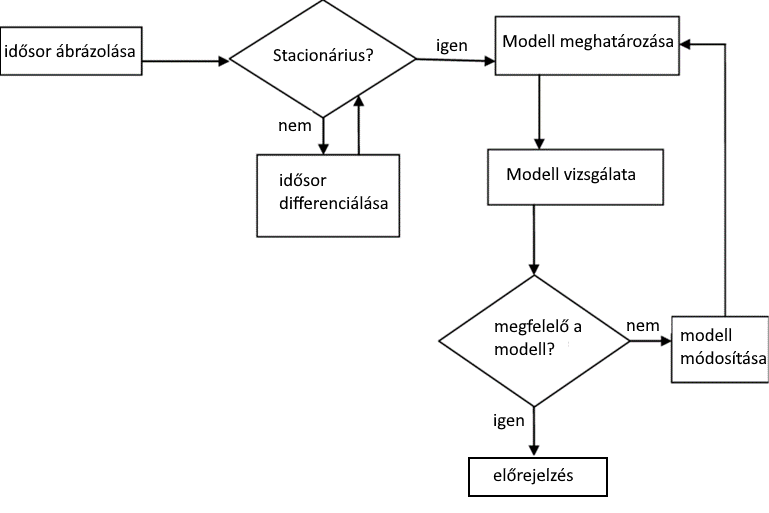 idősor ábrázolása
Stacionárius?
igen
Modell meghatározása
nem
idősor
differenciálása
Modell vizsgálata
megfelelő a
modell?
nem
modell
módosítása
igen
előrejelzés